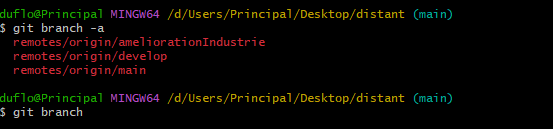 duflo@Principal MINGW64 /d/Users/Principal/Desktop/distant (main)
$ git branch -a
  remotes/origin/ameliorationIndustrie
  remotes/origin/develop
  remotes/origin/main

duflo@Principal MINGW64 /d/Users/Principal/Desktop/distant (main)
$ git branch